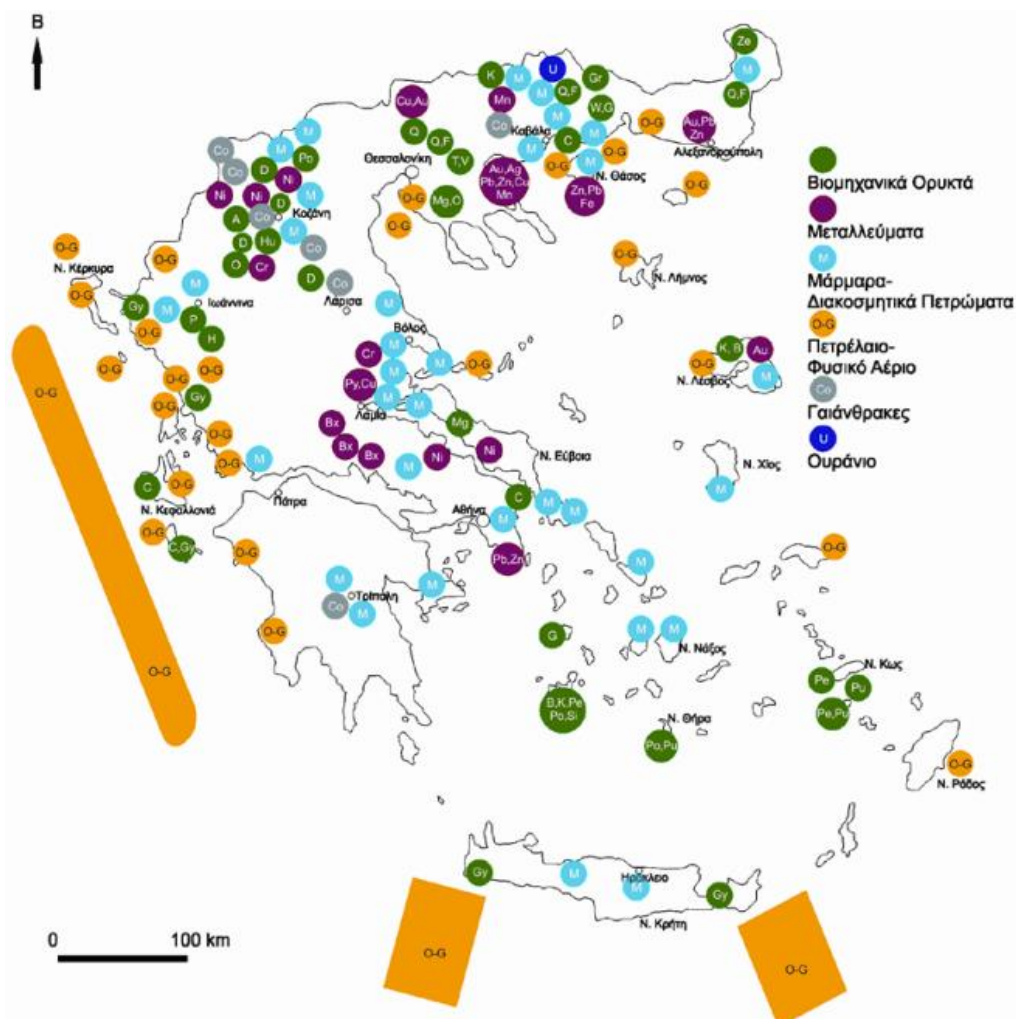 B
Ze
M
Q,F
K
M
U
Gr
M
Q,F
Cu,Au
Mn
W,G
M
Co
Q
Καβάλα
C
M
O-G
Au,Pb
Zn
Αλεξανδρούπολη
Q,F
T,V
M
O-G
O-G
M
Ν. Θάσος
Θεσσαλονίκη
Au,Ag
Pb,Zn,Cu
Mn
Zn,Pb
Fe
O-G
O-G
Mg,O
O-G
Co
M
M
Co
D
Po
Ni
Ni
Ni
M
D
A
Co
Κοζάνη
D
Hu
M
Co
O
Cr
D
Co
Λάρισα
O-G
Ν. Κέρκυρα
O-G
O-G
M
Gy
M
Ιωάννινα
O-G
P
H
O-G
O-G
O-G
Gy
O-G
O-G
O-G
M
O-G
Ν. Λήμνος
M
Βόλος
M
Cr
M
O-G
M
Py,Cu
M
M
Λαμία
Mg
Bx
Bx
Bx
M
Ni
Ni
Ν. Εύβοια
O-G
K, B
Au
M
Ν. Λέσβος
Ν. Χίος
M
C
O-G
Ν. Κεφαλλονιά
O-G
C,Gy
Πάτρα
O-G
Αθήνα
C
M
M
M
Pb,Zn
M
O-G
M
Τρίπολη
Co
M
M
O-G
G
M
M
Ν. Νάξος
B,K,Pe
Po,Si
Ν. Θήρα
Po,Pu
Ν. Κως
Pe
Pu
Pe,Pu
O-G
Ν. Ρόδος
O-G
O-G
Gy
M
Ηράκλειο
M
Gy
Ν. Κρήτη
O-G
O-G
0 100 km
Βιομηχανικά Ορυκτά
Μεταλλεύματα
M
Μάρμαρα-
Διακοσμητικά Πετρώματα
O-G
Πετρέλαιο-
Φυσικό Αέριο
Co
Γαιάνθρακες
U
Ουράνιο